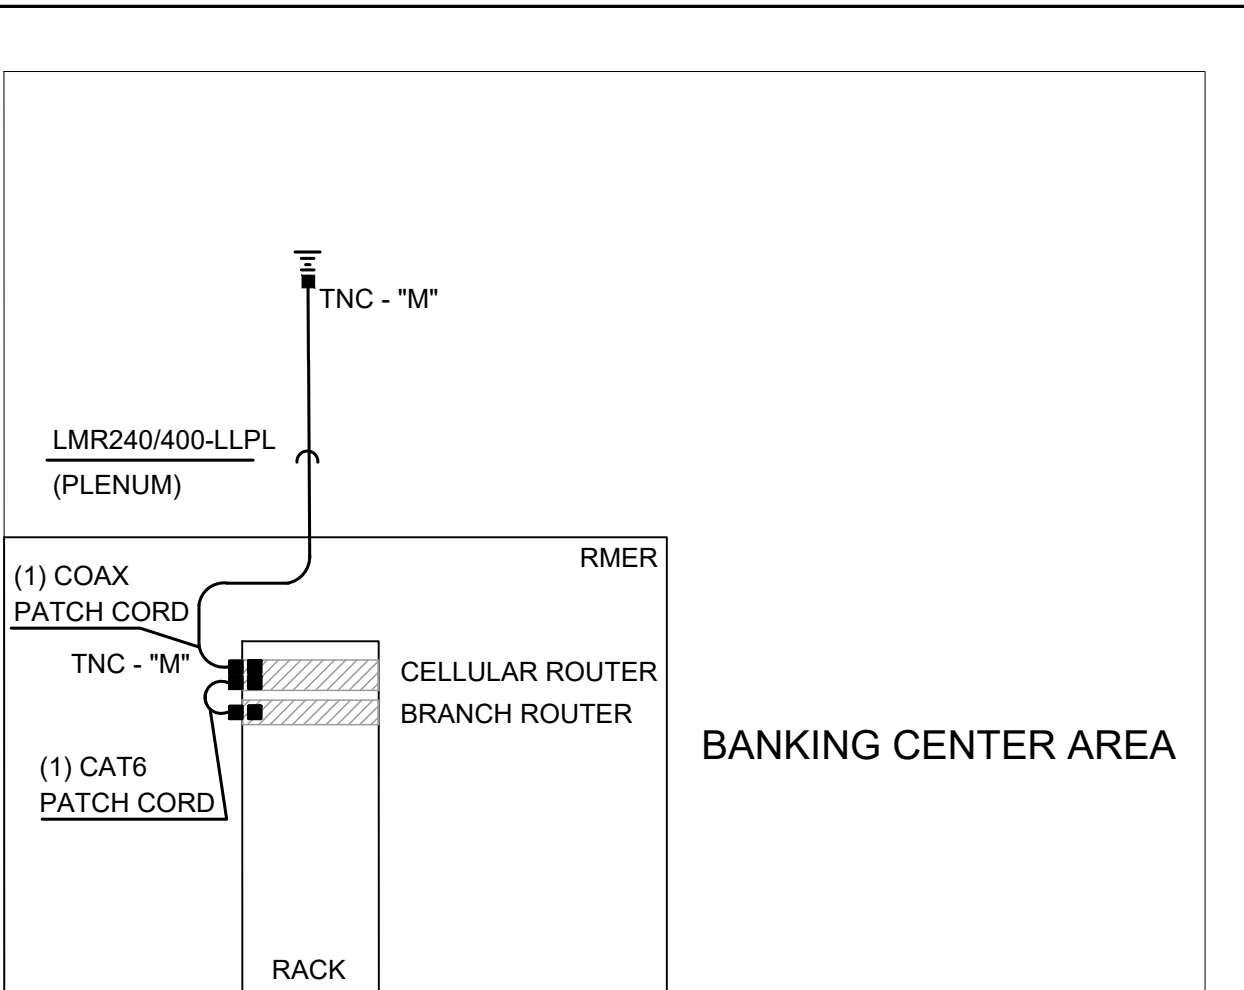 TNC - "M"
LMR240/400-LLPL
(PLENUM)
RMER
(1) COAX
PATCH CORD
TNC - "M"
CELLULAR ROUTER
BRANCH ROUTER
BANKING CENTER AREA
(1) CAT6
PATCH CORD
RACK